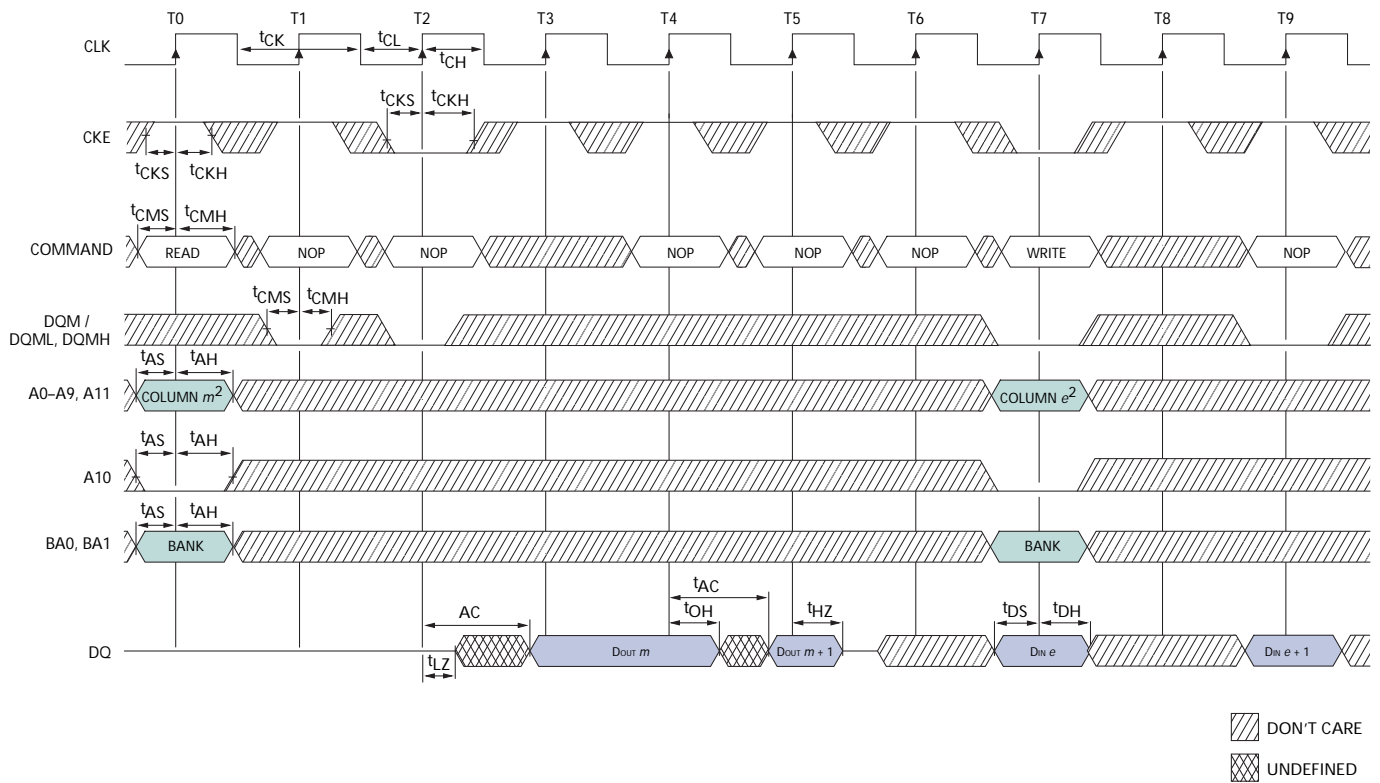 T0 T1 T2 T3 T4 T5 T6 T7 T8 T9
CLK
tCK tCL
tCH
tCKS tCKH
CKE
tCKS tCKH
tCMS tCMH
COMMAND READ NOP NOP NOP NOP NOP WRITE NOP
tCMS tCMH
DQM /
DQML, DQMH
tAS tAH
A0–A9, A11 COLUMN m2 COLUMN e2
tAS tAH
A10
tAS tAH
BA0, BA1 BANK BANK
tAC
AC tOH tHZ tDS tDH
DQ DOUT m DOUT m + 1 DIN e DIN e + 1
tLZ
DON'T CARE
UNDEFINED